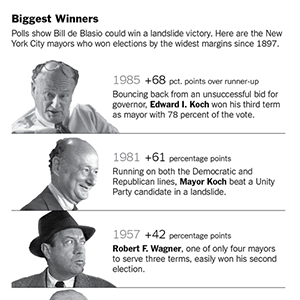 Biggest Winners
Polls show Bill de Blasio could win a landslide victory. Here are the New
York City mayors who won elections by the widest margins since 1897.
1985 +68 pct. points over runner-up
Bouncing back from an unsuccessful bid for
governor, Edward I. Koch won his third term
as mayor with 78 percent of the vote.
1981 +61 percentage points
Running on both the Democratic and
Republican lines, Mayor Koch beat a Unity
Party candidate in a landslide.
1957 +42 percentage points
Robert F. Wagner, one of only four mayors
to serve three terms, easily won his second
election.